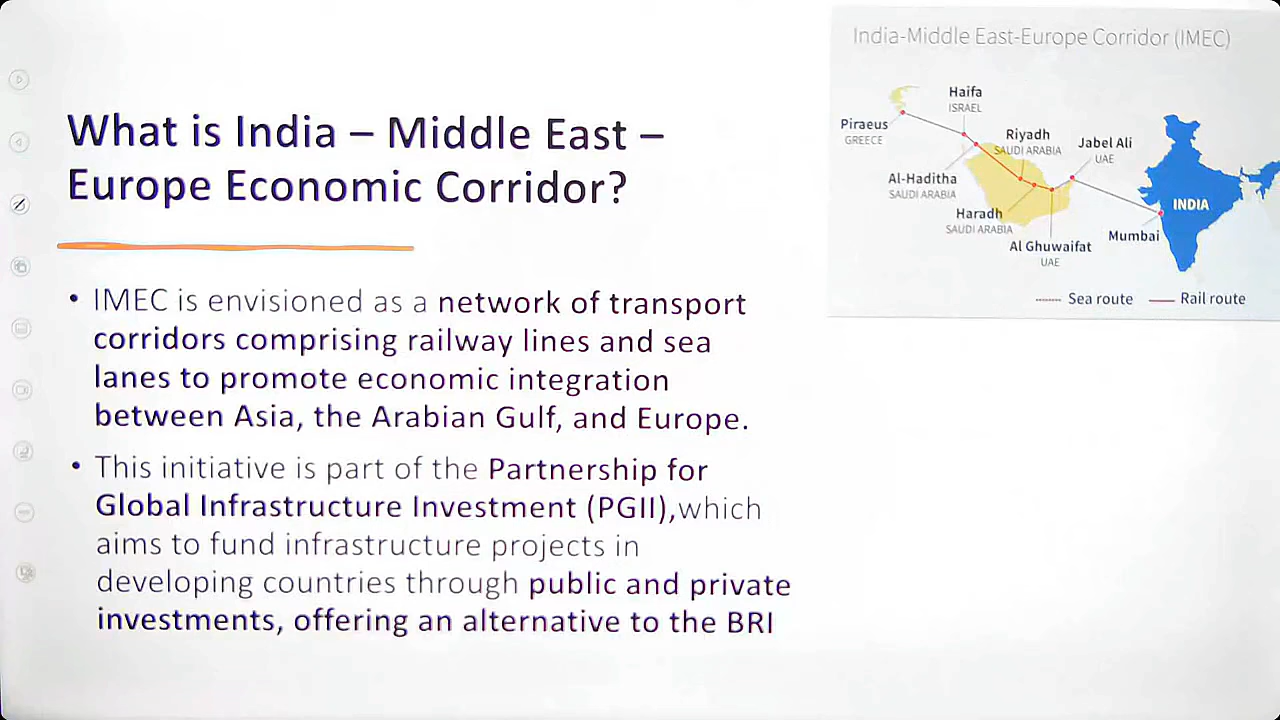 What is India – Middle East –
Europe Economic Corridor?
• IMEC is envisioned as a network of transport
corridors comprising railway lines and sea
lanes to promote economic integration
between Asia, the Arabian Gulf, and Europe.
• This initiative is part of the Partnership for
Global Infrastructure Investment (PGII),which
aims to fund infrastructure projects in
developing countries through public and private
investments, offering an alternative to the BRI
India-Middle East-Europe Corridor (IMEC)
Haifa
ISRAEL
Piraeus
GREECE
Riyadh
SAUDI ARABIA
Jabel Ali
UAE
Al-Haditha
SAUDI ARABIA
Haradh
SAUDI ARABIA
Al Ghuwaifat
UAE
Mumbai
INDIA
Sea route
Rail route